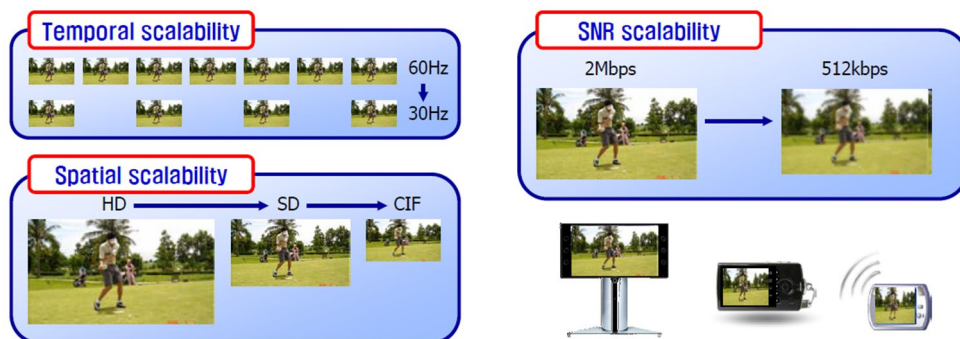 Temporal scalability
60Hz
30Hz
Spatial scalability
HD
SD
CIF
SNR scalability
2Mbps
512kbps